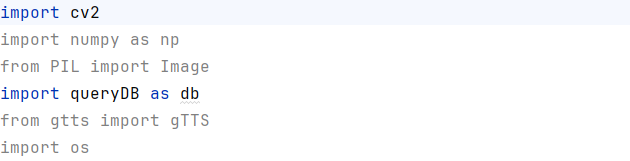 import cv2
import numpy as np
from PIL import Image
import queryDB as db
from gtts import gTTS
import os